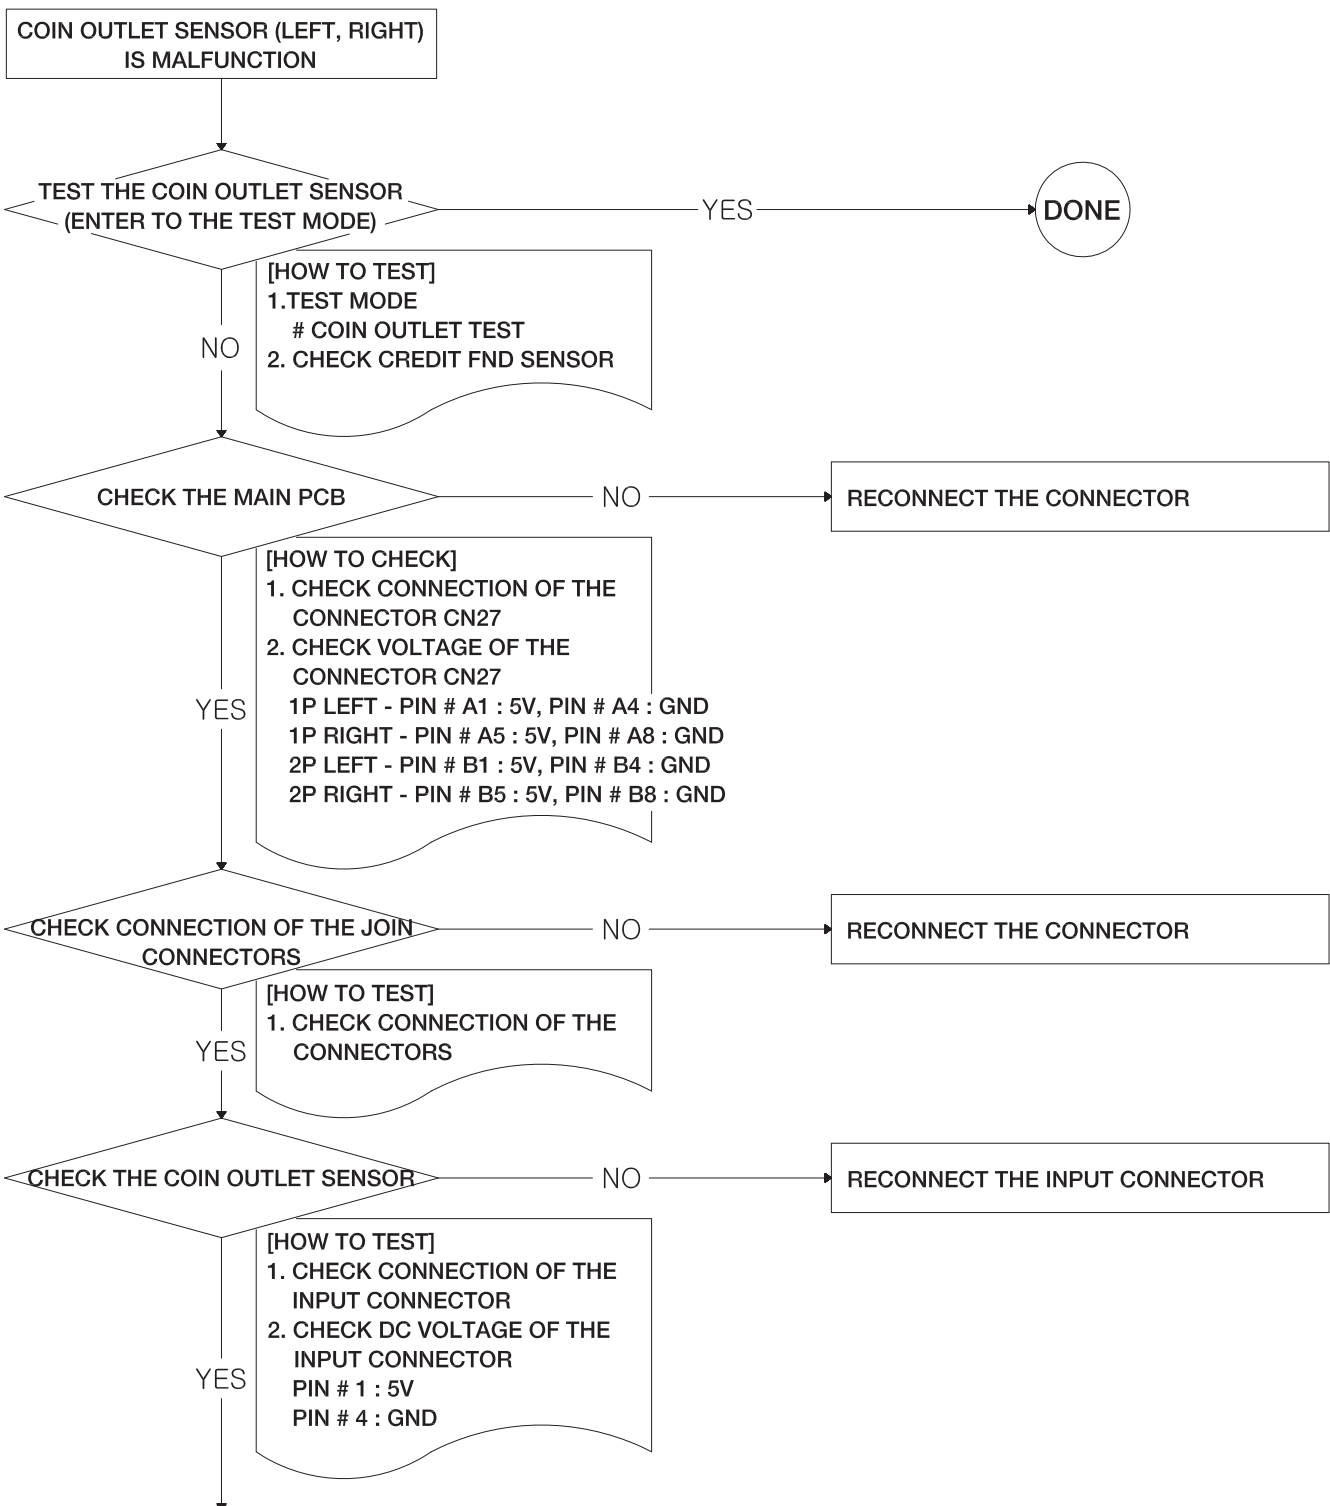 COIN OUTLET SENSOR (LEFT, RIGHT)
IS MALFUNCTION
TEST THE COIN OUTLET SENSOR
(ENTER TO THE TEST MODE)
YES
DONE
[HOW TO TEST]
1.TEST MODE
# COIN OUTLET TEST
2. CHECK CREDIT FND SENSOR
NO
CHECK THE MAIN PCB
NO
RECONNECT THE CONNECTOR
[HOW TO CHECK]
1. CHECK CONNECTION OF THE
CONNECTOR CN27
2. CHECK VOLTAGE OF THE
CONNECTOR CN27
1P LEFT - PIN # A1 : 5V, PIN # A4 : GND
1P RIGHT - PIN # A5 : 5V, PIN # A8 : GND
2P LEFT - PIN # B1 : 5V, PIN # B4 : GND
2P RIGHT - PIN # B5 : 5V, PIN # B8 : GND
YES
CHECK CONNECTION OF THE JOIN
CONNECTORS
NO
RECONNECT THE CONNECTOR
[HOW TO TEST]
1. CHECK CONNECTION OF THE
CONNECTORS
YES
CHECK THE COIN OUTLET SENSOR
NO
RECONNECT THE INPUT CONNECTOR
[HOW TO TEST]
1. CHECK CONNECTION OF THE
INPUT CONNECTOR
2. CHECK DC VOLTAGE OF THE
INPUT CONNECTOR
PIN # 1 : 5V
PIN # 4 : GND
YES